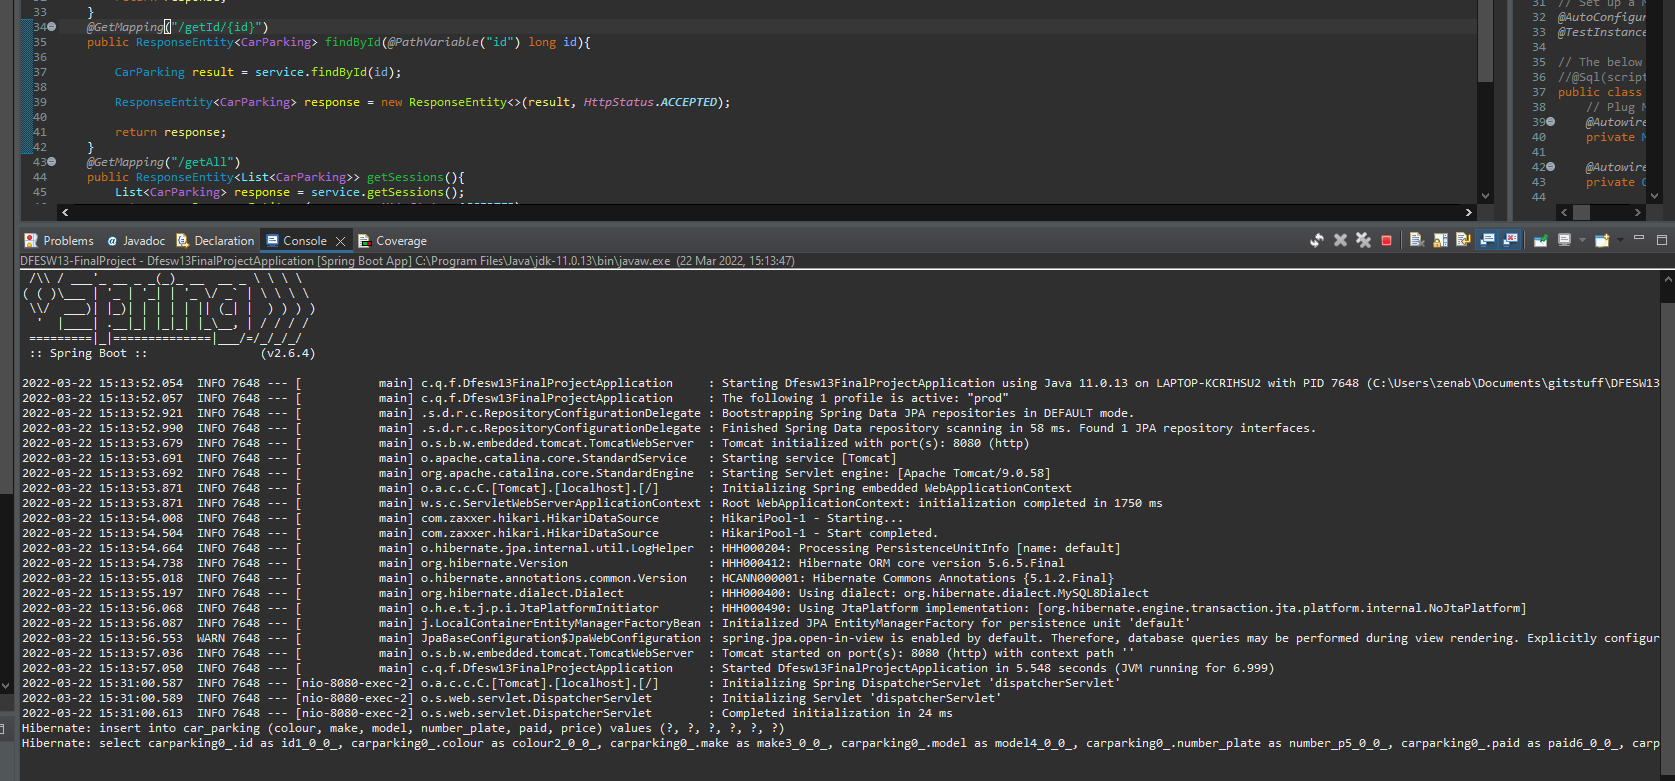 33 }
34 @GetMapping("/getId/{id}")
35 public ResponseEntity<CarParking> findById(@PathVariable("id") long id){
36
37 CarParking result = service.findById(id);
38
39 ResponseEntity<CarParking> response = new ResponseEntity<>(result, HttpStatus.ACCEPTED);
40
41 return response;
42 }
43 @GetMapping("/getAll")
44 public ResponseEntity<List<CarParking>> getSessions(){
45 List<CarParking> response = service.getSessions();
31 // Set up a M
32 @AutoConfigur
33 @TestInstance
34
35 // The below
36 //@Sql(script
37 public class
38 // Plug M
39 @Autowire
40 private M
41
42 @Autowire
43 private O
44
Problems Javadoc Declaration Console Coverage
DFESW13-FinalProject - Dfesw13FinalProjectApplication [Spring Boot App] C:\Program Files\Java\jdk-11.0.13\bin\javaw.exe (22 Mar 2022, 15:13:47)
:: Spring Boot :: (v2.6.4)
2022-03-22 15:13:52.054 INFO 7648 --- [ main] c.q.f.Dfesw13FinalProjectApplication : Starting Dfesw13FinalProjectApplication using Java 11.0.13 on LAPTOP-KCRIHSU2 with PID 7648 (C:\Users\zenab\Documents\gitstuff\DFESW13
2022-03-22 15:13:52.057 INFO 7648 --- [ main] c.q.f.Dfesw13FinalProjectApplication : The following 1 profile is active: "prod"
2022-03-22 15:13:52.921 INFO 7648 --- [ main] .s.d.r.c.RepositoryConfigurationDelegate : Bootstrapping Spring Data JPA repositories in DEFAULT mode.
2022-03-22 15:13:52.990 INFO 7648 --- [ main] .s.d.r.c.RepositoryConfigurationDelegate : Finished Spring Data repository scanning in 58 ms. Found 1 JPA repository interfaces.
2022-03-22 15:13:53.679 INFO 7648 --- [ main] o.s.b.w.embedded.tomcat.TomcatWebServer : Tomcat initialized with port(s): 8080 (http)
2022-03-22 15:13:53.691 INFO 7648 --- [ main] o.apache.catalina.core.StandardService : Starting service [Tomcat]
2022-03-22 15:13:53.692 INFO 7648 --- [ main] org.apache.catalina.core.StandardEngine : Starting Servlet engine: [Apache Tomcat/9.0.58]
2022-03-22 15:13:53.871 INFO 7648 --- [ main] o.a.c.c.C.[Tomcat].[localhost].[/] : Initializing Spring embedded WebApplicationContext
2022-03-22 15:13:53.871 INFO 7648 --- [ main] w.s.c.ServletWebServerApplicationContext : Root WebApplicationContext: initialization completed in 1750 ms
2022-03-22 15:13:54.008 INFO 7648 --- [ main] com.zaxxer.hikari.HikariDataSource : HikariPool-1 - Starting...
2022-03-22 15:13:54.504 INFO 7648 --- [ main] com.zaxxer.hikari.HikariDataSource : HikariPool-1 - Start completed.
2022-03-22 15:13:54.664 INFO 7648 --- [ main] o.hibernate.jpa.internal.util.LogHelper : HHH000204: Processing PersistenceUnitInfo [name: default]
2022-03-22 15:13:54.738 INFO 7648 --- [ main] org.hibernate.Version : HHH000412: Hibernate ORM core version 5.6.5.Final
2022-03-22 15:13:55.018 INFO 7648 --- [ main] o.hibernate.annotations.common.Version : HCANN000001: Hibernate Commons Annotations {5.1.2.Final}
2022-03-22 15:13:55.197 INFO 7648 --- [ main] org.hibernate.dialect.Dialect : HHH000400: Using dialect: org.hibernate.dialect.MySQL8Dialect
2022-03-22 15:13:56.068 INFO 7648 --- [ main] o.h.e.t.j.p.i.JtaPlatformInitiator : HHH000490: Using JtaPlatform implementation: [org.hibernate.engine.transaction.jta.platform.internal.NoJtaPlatform]
2022-03-22 15:13:56.087 INFO 7648 --- [ main] j.LocalContainerEntityManagerFactoryBean : Initialized JPA EntityManagerFactory for persistence unit 'default'
2022-03-22 15:13:56.553 WARN 7648 --- [ main] JpaBaseConfiguration$JpaWebConfiguration : spring.jpa.open-in-view is enabled by default. Therefore, database queries may be performed during view rendering. Explicitly configur
2022-03-22 15:13:57.036 INFO 7648 --- [ main] o.s.b.w.embedded.tomcat.TomcatWebServer : Tomcat started on port(s): 8080 (http) with context path ''
2022-03-22 15:13:57.050 INFO 7648 --- [ main] c.q.f.Dfesw13FinalProjectApplication : Started Dfesw13FinalProjectApplication in 5.548 seconds (JVM running for 6.999)
2022-03-22 15:31:00.587 INFO 7648 --- [nio-8080-exec-2] o.a.c.c.C.[Tomcat].[localhost].[/] : Initializing Spring DispatcherServlet 'dispatcherServlet'
2022-03-22 15:31:00.589 INFO 7648 --- [nio-8080-exec-2] o.s.web.servlet.DispatcherServlet : Initializing Servlet 'dispatcherServlet'
2022-03-22 15:31:00.613 INFO 7648 --- [nio-8080-exec-2] o.s.web.servlet.DispatcherServlet : Completed initialization in 24 ms
Hibernate: insert into car_parking (colour, make, model, number_plate, paid, price) values (?, ?, ?, ?, ?, ?)
Hibernate: select carparking0_.id as id1_0_0_, carparking0_.colour as colour2_0_0_, carparking0_.make as make3_0_0_, carparking0_.model as model4_0_0_, carparking0_.number_plate as number_p5_0_0_, carparking0_.paid as paid6_0_0_, carp